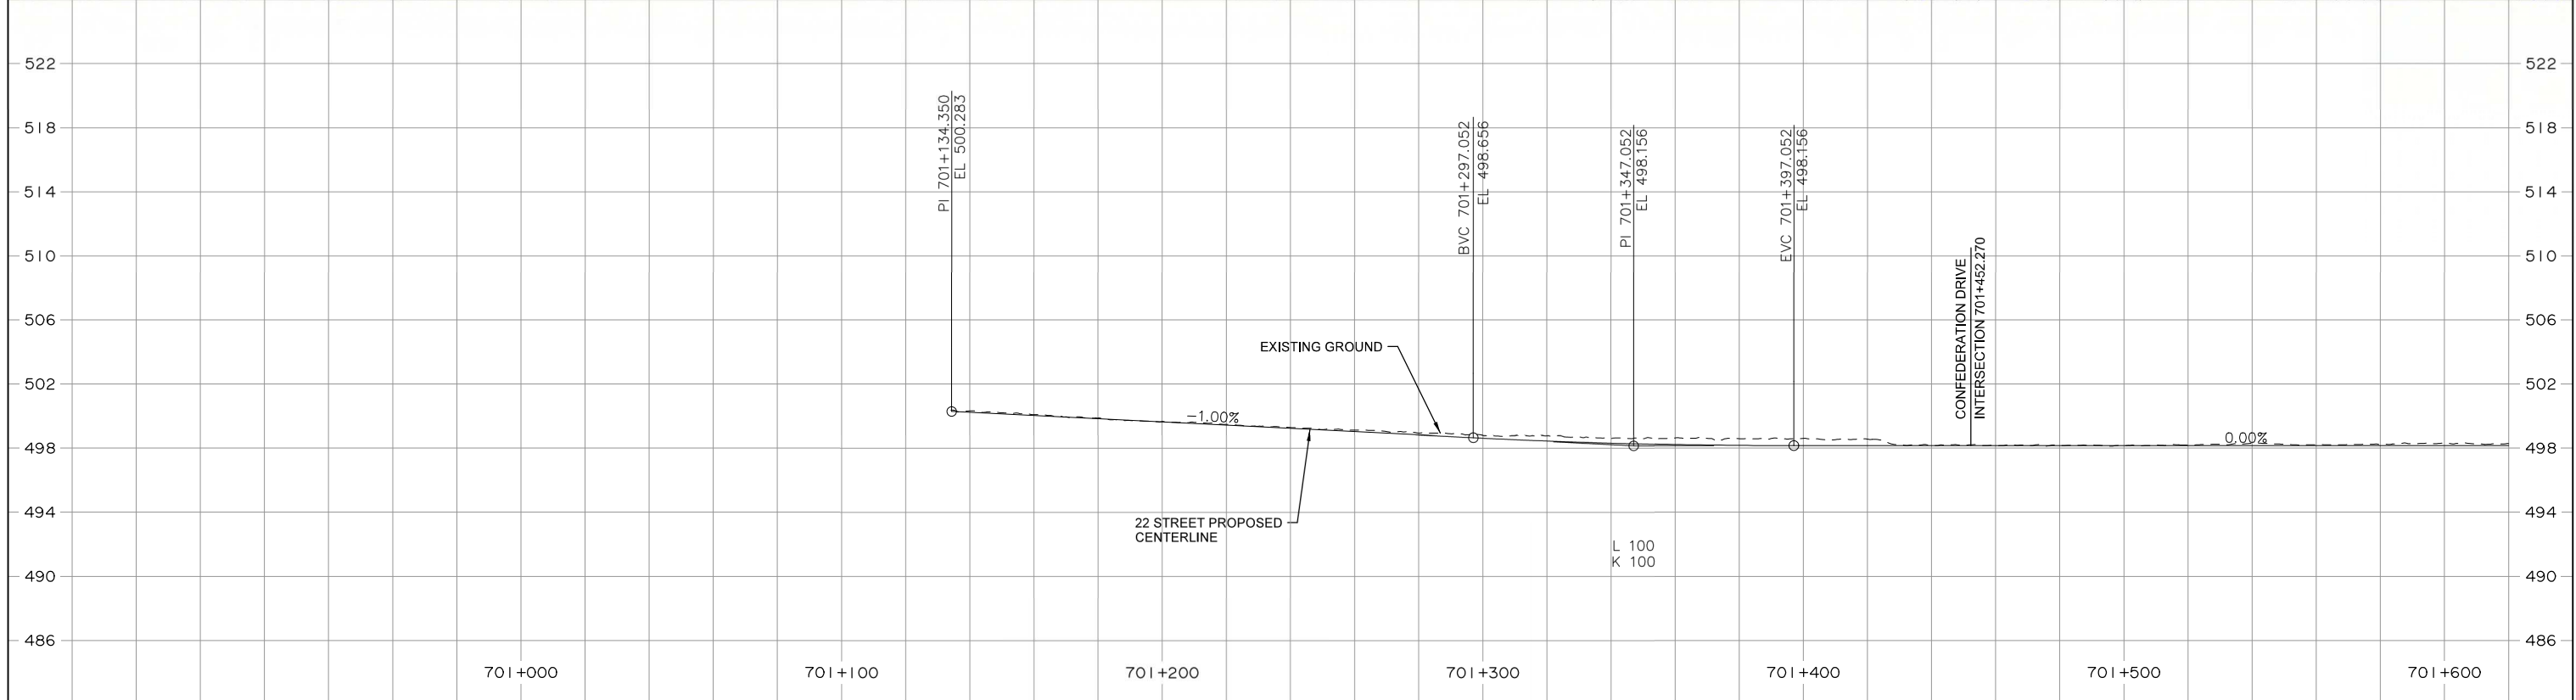 522
522
518
518
514
514
510
510
506
506
502
502
498
498
494
494
490
490
486
486
PI 701+134.350
EL 500.283
BVC 701+297.052
EL 498.656
PI 701+347.052
EL 498.156
EVC 701+397.052
EL 498.156
CONFEDERATION DRIVE
INTERSECTION 701+452.270
EXISTING GROUND
-1.00%
0.00%
22 STREET PROPOSED
CENTERLINE
L 100
K 100
701+000
701+100
701+200
701+300
701+400
701+500
701+600